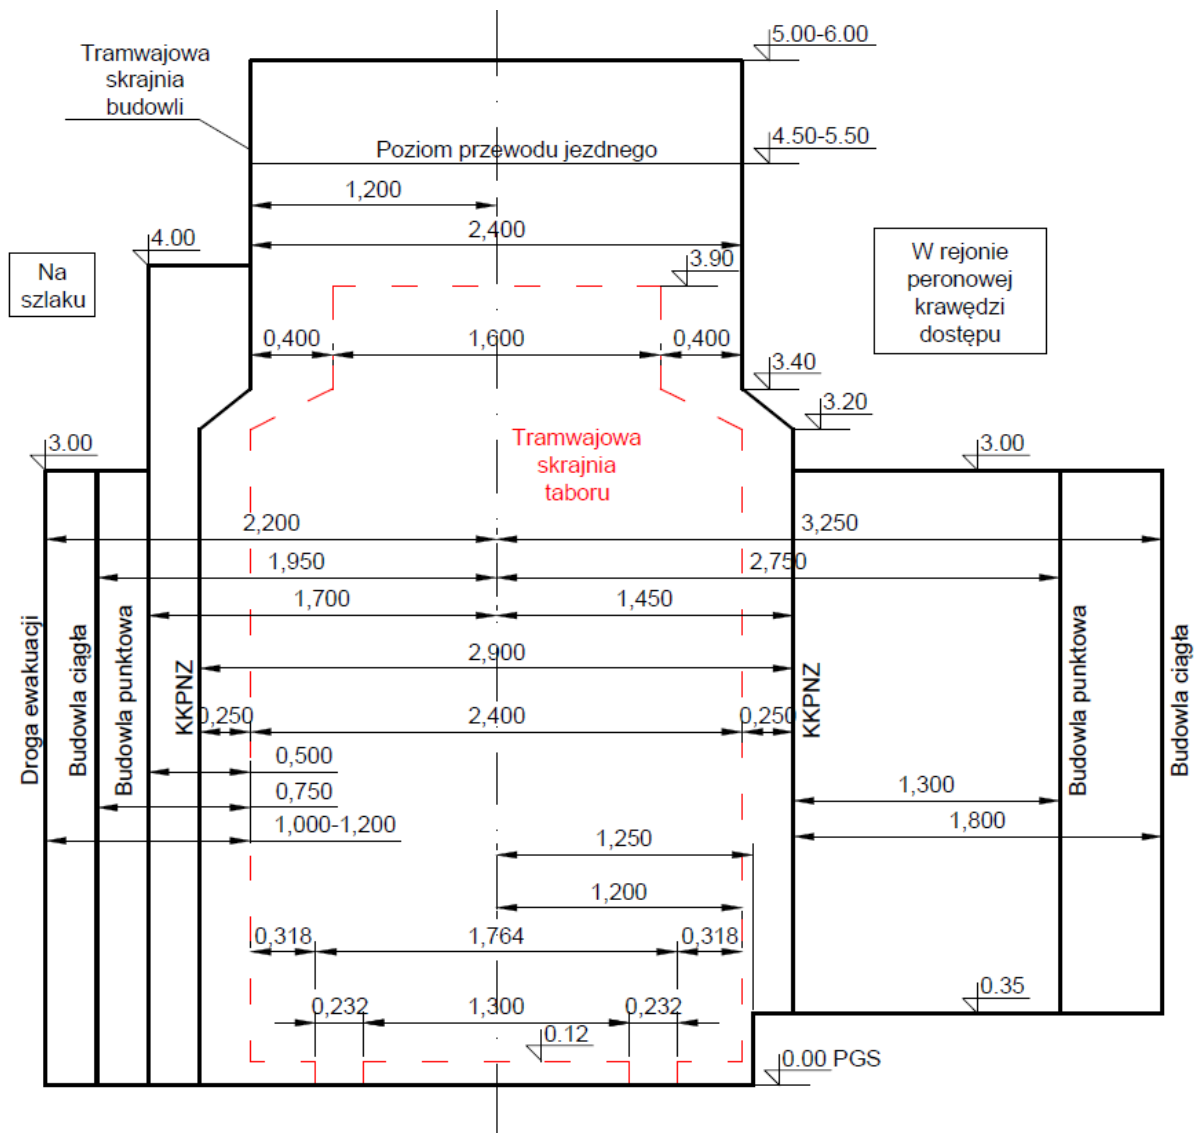 5.00-6.00
Tramwajowa
skrajnia
budowli
4.50-5.50
Poziom przewodu jezdnego
1,200
2,400
4.00
W rejonie
peronowej
krawędzi
dostępu
Na
szlaku
3.90
0,400
1,600
0,400
3.40
3.20
Tramwajowa
skrajnia
taboru
3.00
3.00
2,200
3,250
1,950
2,750
1,700
1,450
2,900
0,250
2,400
0,250
Droga ewakuacji
Budowla ciągła
Budowla punktowa
KKPNZ
KKPNZ
Budowla punktowa
Budowla ciągła
0,500
0,750
1,300
1,000-1,200
1,800
1,250
1,200
0,318
1,764
0,318
0.35
0,232
1,300
0,232
0.12
0.00 PGS